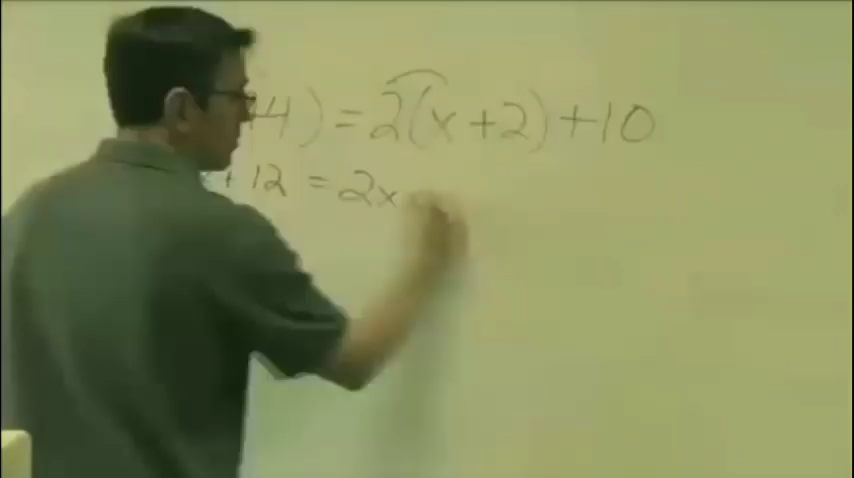 +4) = 2(x+2)+10
x + 12 = 2x